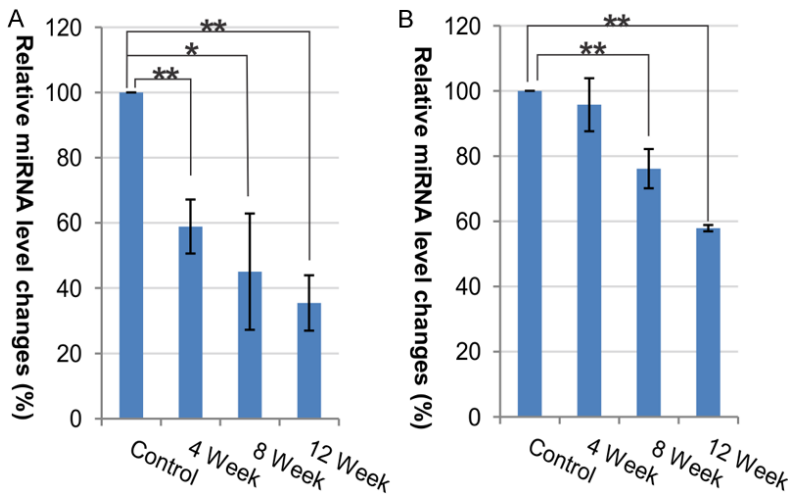 A
Relative miRNA level changes (%)
120
100
80
60
40
20
0
**
*
**
Control
4 Week
8 Week
12 Week
B
Relative miRNA level changes (%)
120
100
80
60
40
20
0
**
**
Control
4 Week
8 Week
12 Week